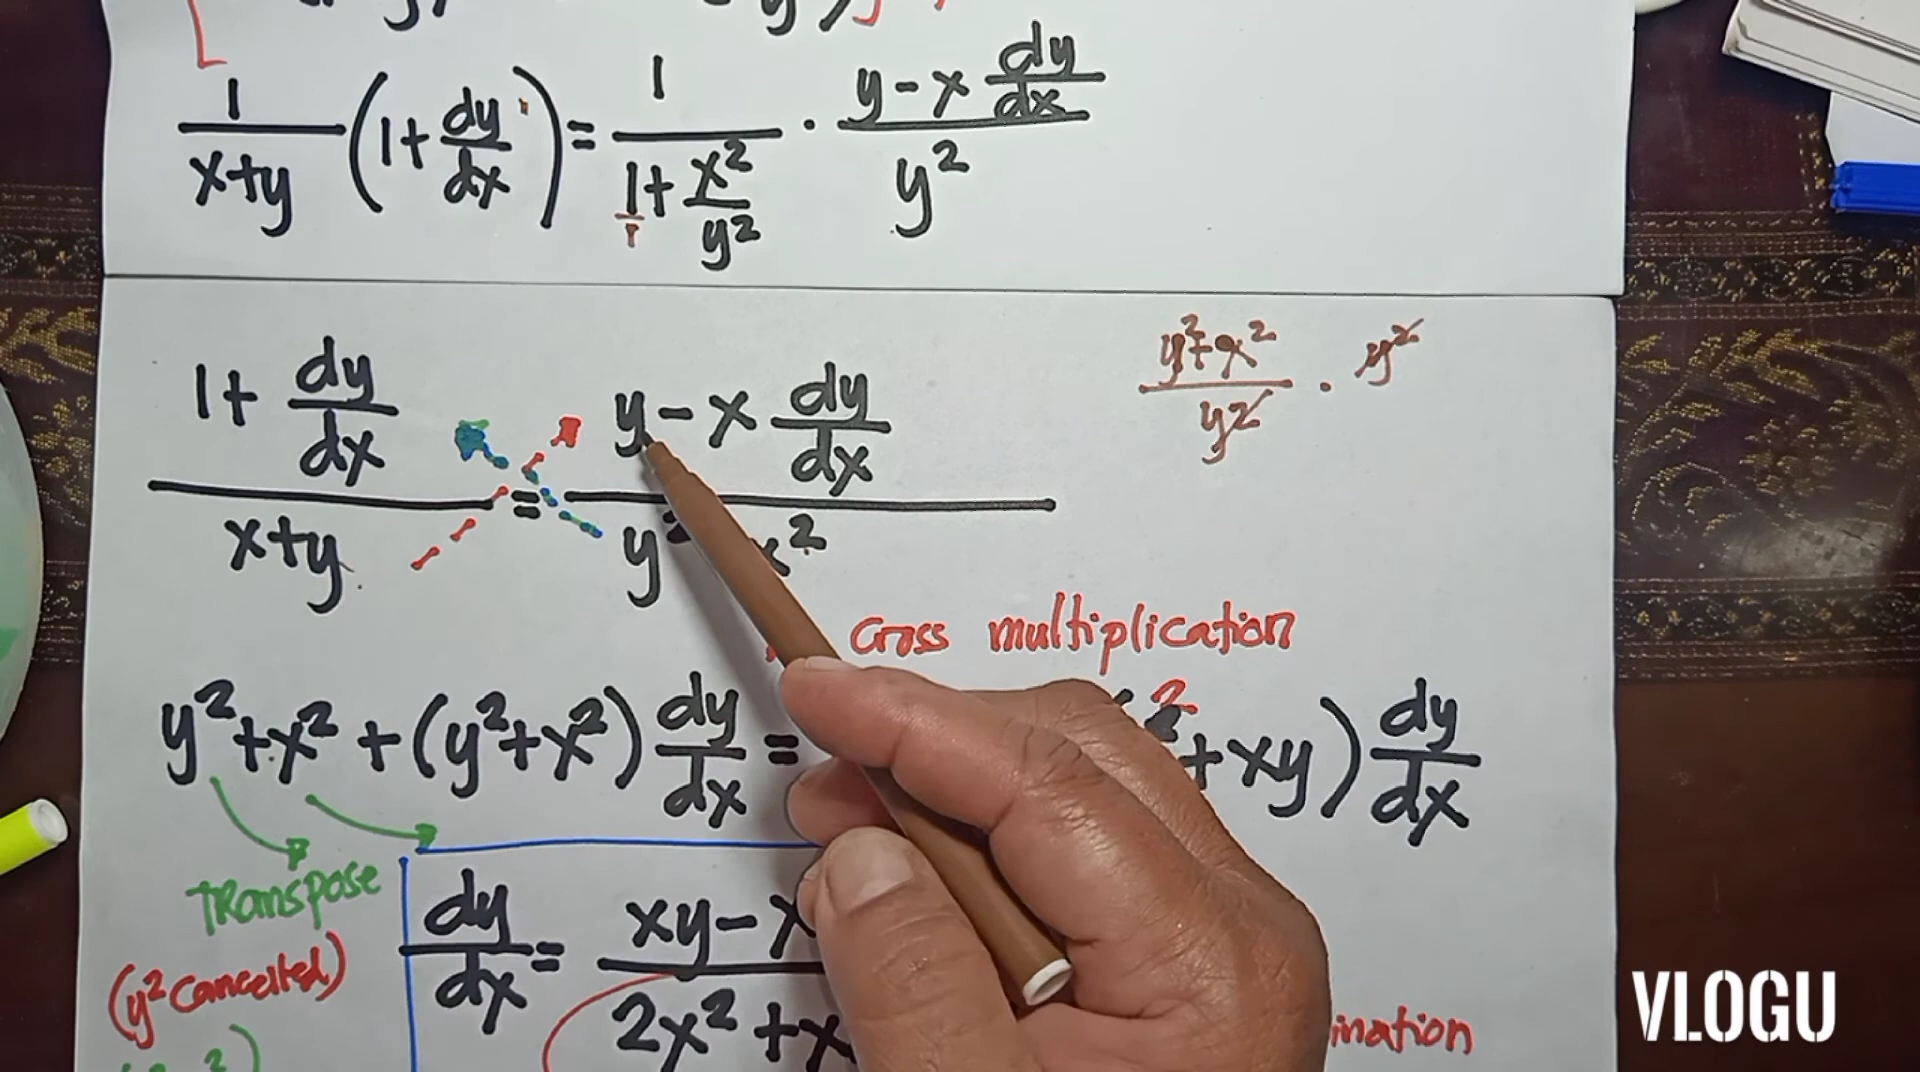 1/(x+y) (1+dy/dx) = 1/(1/1+x²/y²) · (y-x dy/dx)/y²
(1+dy/dx)/(x+y) = (y-x dy/dx)/(y² x²)
(y²+x²)/y² · y²
cross multiplication
y²+x²+(y²+x²)dy/dx = ²+xy)dy/dx
Transpose
dy/dx = xy-x
2x²+x
(y² cancelled)
VLOGU